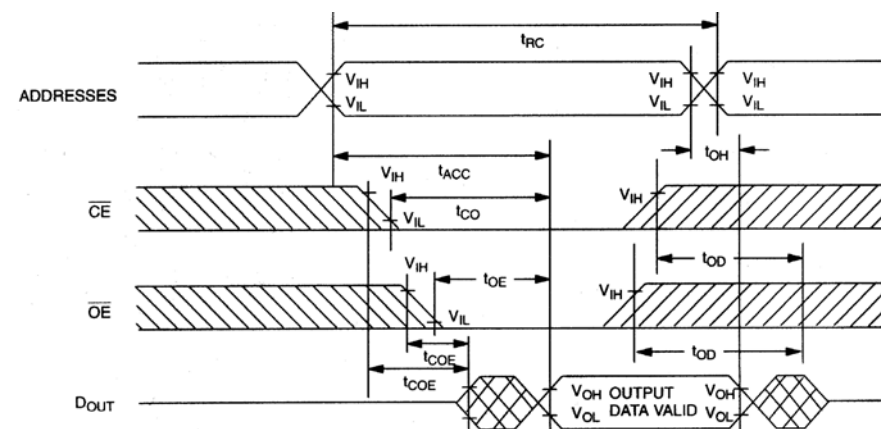 tRC
ADDRESSES
VIH VIH VIH
VIL VIL VIL
tOH
tACC
VIH
tCO
CE
VIL
VIH
tOD
VIH
tOE
OE
VIH
VIL
tCOE
tOD
tCOE
DOUT
VOH OUTPUT VOH
VOL DATA VALID VOL